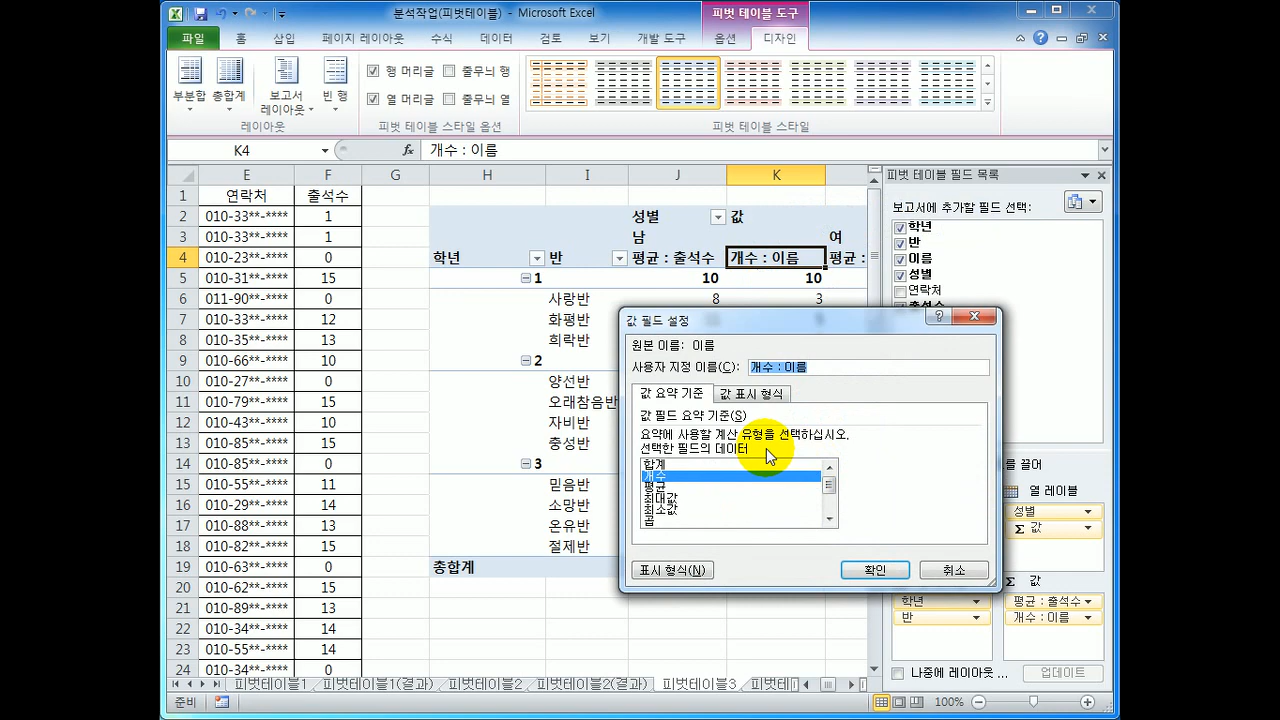 분석작업(피벗테이블) - Microsoft Excel
피벗 테이블 도구
파일 홈 삽입 페이지 레이아웃 수식 데이터 검토 보기 개발 도구 옵션 디자인
부분합 총합계 보고서 레이아웃 빈 행
행 머리글 줄무늬 행
열 머리글 줄무늬 열
레이아웃 피벗 테이블 스타일 옵션 피벗 테이블 스타일
K4 fx 개수 : 이름
E F G H I J K
1 연락처 출석수
2 010-33**-**** 1 성별 값
3 010-33**-**** 1 남 여
4 010-23**-**** 0 학년 반 평균 : 출석수 개수 : 이름 평균 :
5 010-31**-**** 15 1 10 10
6 011-90**-**** 0 사랑반 8 3
7 010-33**-**** 12 화평반
8 010-35**-**** 13 희락반
9 010-66**-**** 10 2
10 010-27**-**** 0 양선반
11 010-79**-**** 15 오래참음반
12 010-43**-**** 10 자비반
13 010-85**-**** 15 충성반
14 010-85**-**** 0 3
15 010-55**-**** 11 믿음반
16 010-29**-**** 14 소망반
17 010-88**-**** 13 온유반
18 010-82**-**** 15 절제반
19 010-63**-**** 0 총합계
20 010-62**-**** 15
21 010-89**-**** 13
22 010-34**-**** 14
23 010-55**-**** 14
24 010-34**-**** 0
피벗 테이블 필드 목록
보고서에 추가할 필드 선택:
학년
반
이름
성별
연락처
출석수
를 끌어
열 레이블
성별
Σ 값
Σ 값
학년 평균 : 출석수
반 개수 : 이름
나중에 레이아웃 ... 업데이트
값 필드 설정
원본 이름: 이름
사용자 지정 이름(C): 개수 : 이름
값 요약 기준 값 표시 형식
값 필드 요약 기준(S)
요약에 사용할 계산 유형을 선택하십시오.
선택한 필드의 데이터
합계
개수
평균
최대값
최소값
곱
표시 형식(N) 확인 취소
피벗테이블1 피벗테이블1(결과) 피벗테이블2 피벗테이블2(결과) 피벗테이블3 피벗테
준비 100%